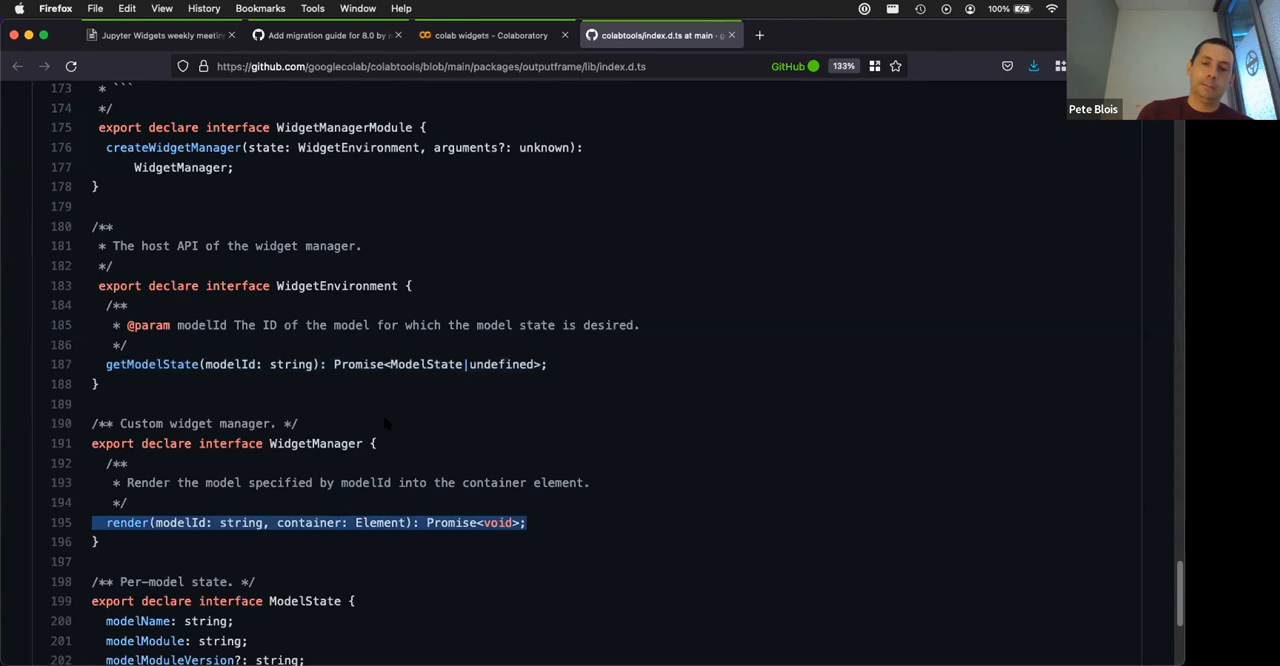 Firefox File Edit View History Bookmarks Tools Window Help 100%
Jupyter Widgets weekly meetin
Add migration guide for 8.0 by n
colab widgets - Colaboratory
colabtools/index.d.ts at main · g
https://github.com/googlecolab/colabtools/blob/main/packages/outputframe/lib/index.d.ts GitHub 133%
Pete Blois
173 * ```
174 */
175 export declare interface WidgetManagerModule {
176 createWidgetManager(state: WidgetEnvironment, arguments?: unknown):
177 WidgetManager;
178 }
179
180 /**
181 * The host API of the widget manager.
182 */
183 export declare interface WidgetEnvironment {
184 /**
185 * @param modelId The ID of the model for which the model state is desired.
186 */
187 getModelState(modelId: string): Promise<ModelState|undefined>;
188 }
189
190 /** Custom widget manager. */
191 export declare interface WidgetManager {
192 /**
193 * Render the model specified by modelId into the container element.
194 */
195 render(modelId: string, container: Element): Promise<void>;
196 }
197
198 /** Per-model state. */
199 export declare interface ModelState {
200 modelName: string;
201 modelModule: string;
202 modelModuleVersion?: string;